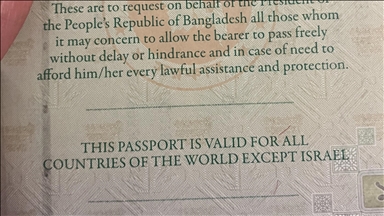 These are to request on behalf of the President of
the People's Republic of Bangladesh all those whom
it may concern to allow the bearer to pass freely
without delay or hindrance and in case of need to
afford him/her every lawful assistance and protection.
THIS PASSPORT IS VALID FOR ALL
COUNTRIES OF THE WORLD EXCEPT ISRAEL